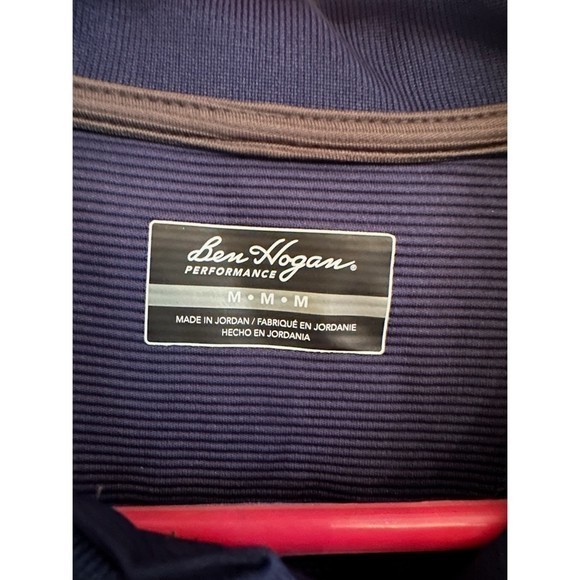 Ben Hogan®
PERFORMANCE
M • M • M
MADE IN JORDAN / FABRIQUÉ EN JORDANIE
HECHO EN JORDANIA